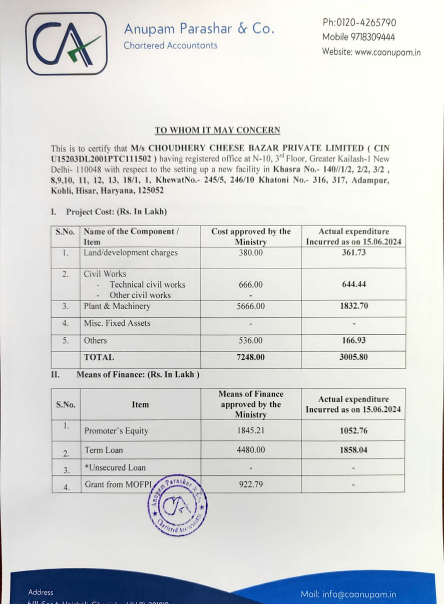 CA
Anupam Parashar & Co.
Chartered Accountants
Ph:0120-4265790
Mobile 9718309444
Website: www.caanupam.in
TO WHOM IT MAY CONCERN
This is to certify that M/s CHOUDHERY CHEESE BAZAR PRIVATE LIMITED ( CIN
U15203DL2001PTC111502 ) having registered office at N-10, 3rd Floor, Greater Kailash-1 New
Delhi- 110048 with respect to the setting up a new facility in Khasra No.- 140//1/2, 2/2, 3/2 ,
8,9,10, 11, 12, 13, 18/1, 1, KhewatNo.- 245/5, 246/10 Khatoni No.- 316, 317, Adampur,
Kohli, Hisar, Haryana, 125052
I. Project Cost: (Rs. In Lakh)
S.No. Name of the Component / Item Cost approved by the Ministry Actual expenditure Incurred as on 15.06.2024
1. Land/development charges 380.00 361.73
2. Civil Works
- Technical civil works 666.00 644.44
- Other civil works -
3. Plant & Machinery 5666.00 1832.70
4. Misc. Fixed Assets - -
5. Others 536.00 166.93
TOTAL 7248.00 3005.80
II. Means of Finance: (Rs. In Lakh )
S.No. Item Means of Finance approved by the Ministry Actual expenditure Incurred as on 15.06.2024
1. Promoter's Equity 1845.21 1052.76
2. Term Loan 4480.00 1858.04
3. *Unsecured Loan - -
4. Grant from MOFPI 922.79 -
Anupam Parashar & Co.
Chartered Accountants
Address
Mail: info@caanupam.in